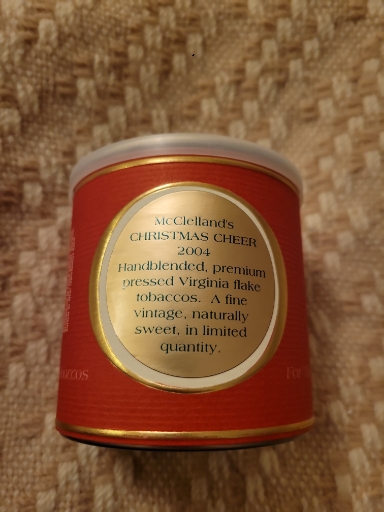 McClelland's
CHRISTMAS CHEER
2004
Handblended, premium
pressed Virginia flake
tobaccos. A fine
vintage, naturally
sweet, in limited
quantity.